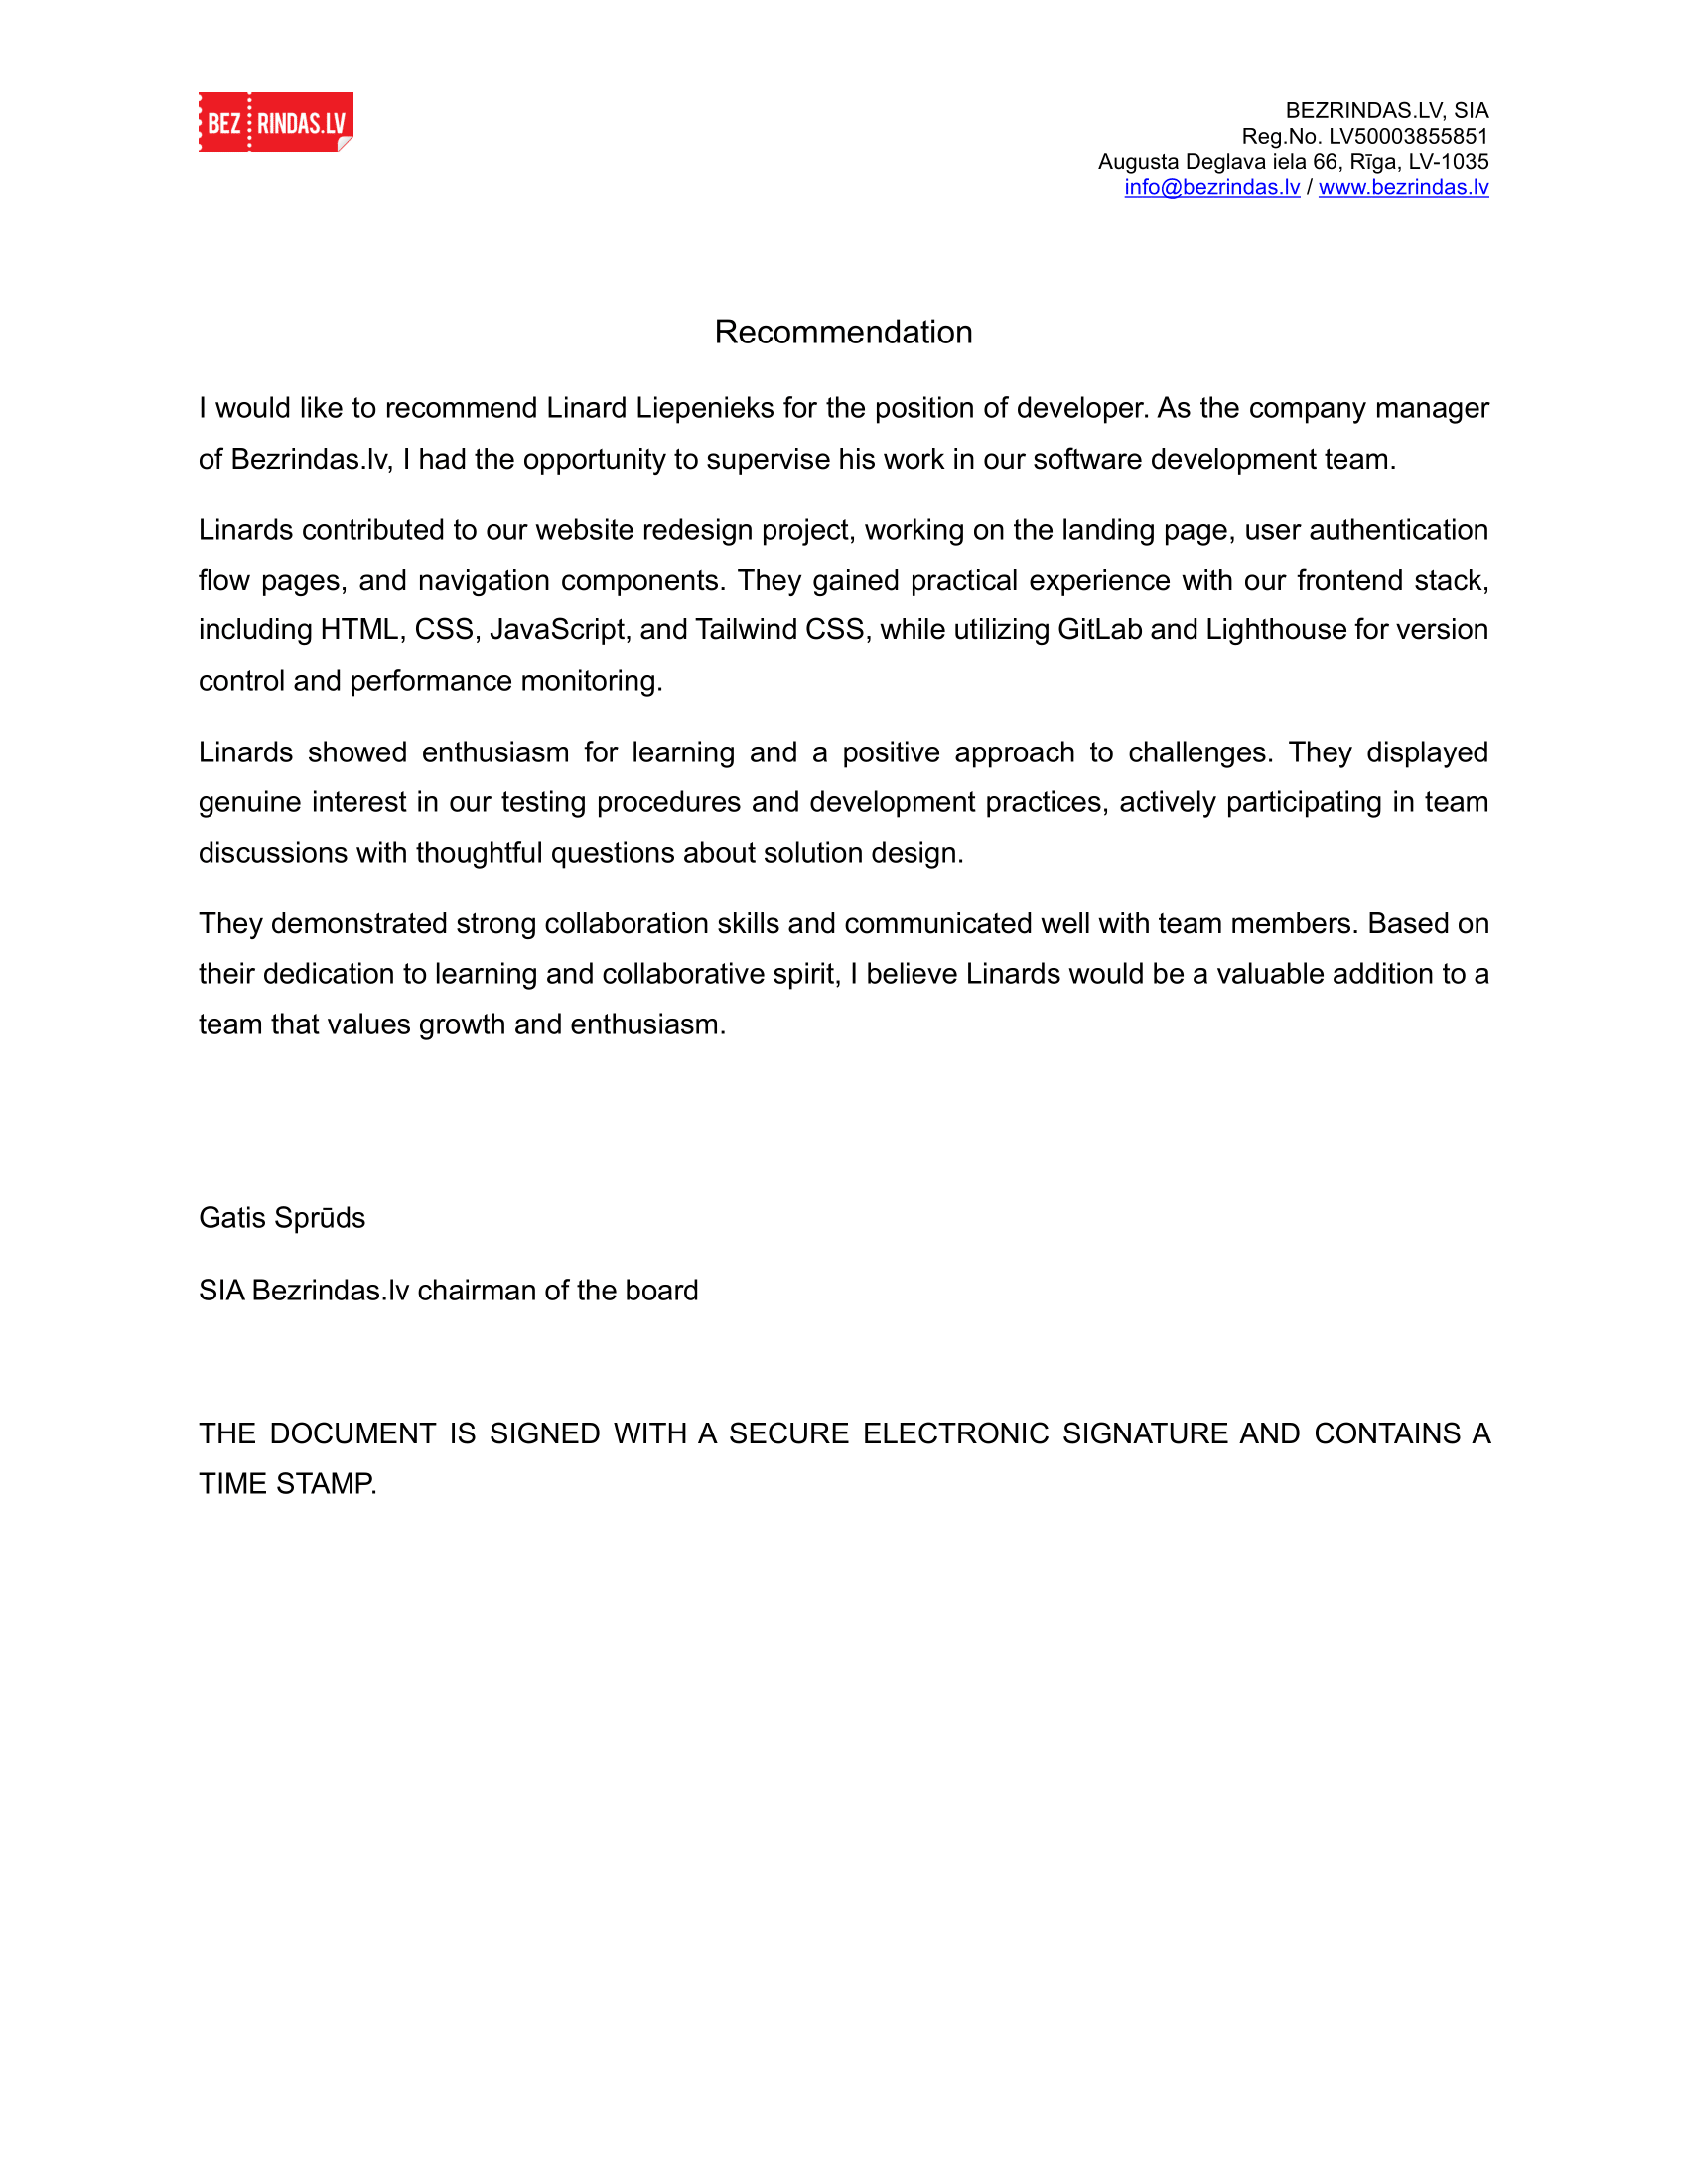 BEZ RINDAS.LV
BEZRINDAS.LV, SIA
Reg.No. LV50003855851
Augusta Deglava iela 66, Rīga, LV-1035
info@bezrindas.lv / www.bezrindas.lv
Recommendation
I would like to recommend Linard Liepenieks for the position of developer. As the company manager
of Bezrindas.lv, I had the opportunity to supervise his work in our software development team.
Linards contributed to our website redesign project, working on the landing page, user authentication
flow pages, and navigation components. They gained practical experience with our frontend stack,
including HTML, CSS, JavaScript, and Tailwind CSS, while utilizing GitLab and Lighthouse for version
control and performance monitoring.
Linards showed enthusiasm for learning and a positive approach to challenges. They displayed
genuine interest in our testing procedures and development practices, actively participating in team
discussions with thoughtful questions about solution design.
They demonstrated strong collaboration skills and communicated well with team members. Based on
their dedication to learning and collaborative spirit, I believe Linards would be a valuable addition to a
team that values growth and enthusiasm.
Gatis Sprūds
SIA Bezrindas.lv chairman of the board
THE DOCUMENT IS SIGNED WITH A SECURE ELECTRONIC SIGNATURE AND CONTAINS A
TIME STAMP.